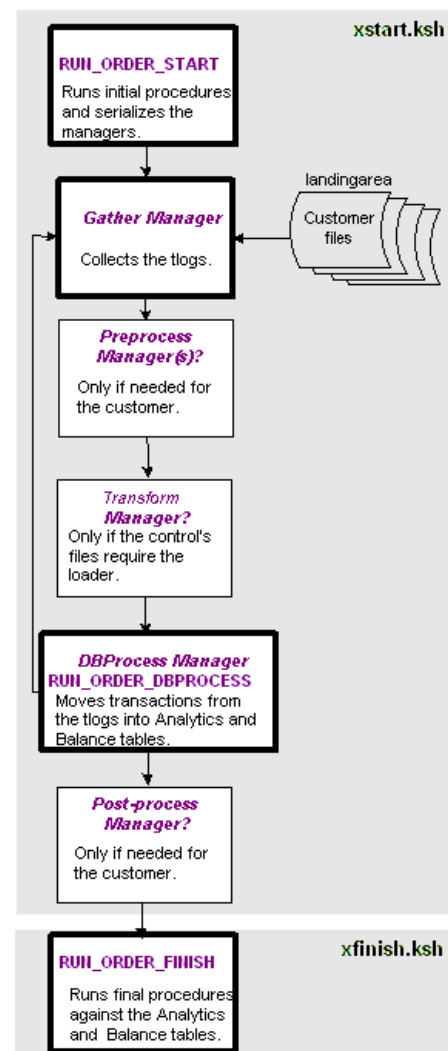 xstart.ksh
RUN_ORDER_START
Runs initial procedures
and serializes the
managers.
landingarea
Customer
files
Gather Manager
Collects the tlogs.
Preprocess
Manager(s)?
Only if needed for
the customer.
Transform
Manager?
Only if the control's
files require the
loader.
DBProcess Manager
RUN_ORDER_DBPROCESS
Moves transactions from
the tlogs into Analytics and
Balance tables.
Post-process
Manager?
Only if needed for
the customer.
xfinish.ksh
RUN_ORDER_FINISH
Runs final procedures
against the Analytics
and Balance tables.